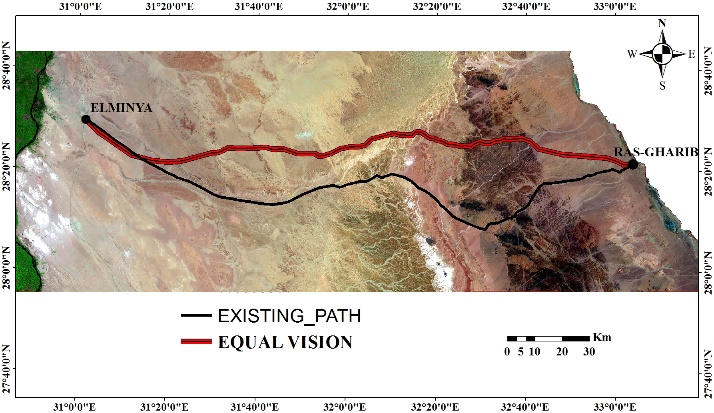 31°0'0"E 31°20'0"E 31°40'0"E 32°0'0"E 32°20'0"E 32°40'0"E 33°0'0"E
N
W E
S
28°40'0"N 28°40'0"N
ELMINYA
RAS-GHARIB
28°20'0"N 28°20'0"N
28°0'0"N 28°0'0"N
EXISTING_PATH
EQUAL VISION
Km
0 5 10 20 30
27°40'0"N 27°40'0"N
31°0'0"E 31°20'0"E 31°40'0"E 32°0'0"E 32°20'0"E 32°40'0"E 33°0'0"E